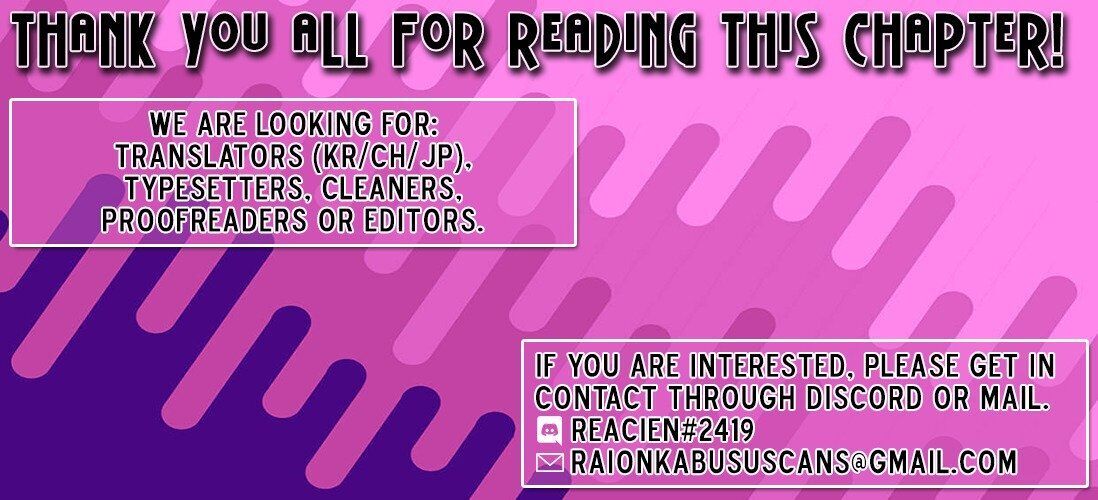 THANK YOU ALL FOR READING THIS CHAPTER!
WE ARE LOOKING FOR:
TRANSLATORS (KR/CH/JP),
TYPESETTERS, CLEANERS,
PROOFREADERS OR EDITORS.
IF YOU ARE INTERESTED, PLEASE GET IN
CONTACT THROUGH DISCORD OR MAIL.
REACIEN#2419
RAIONKABUSUSCANS@GMAIL.COM